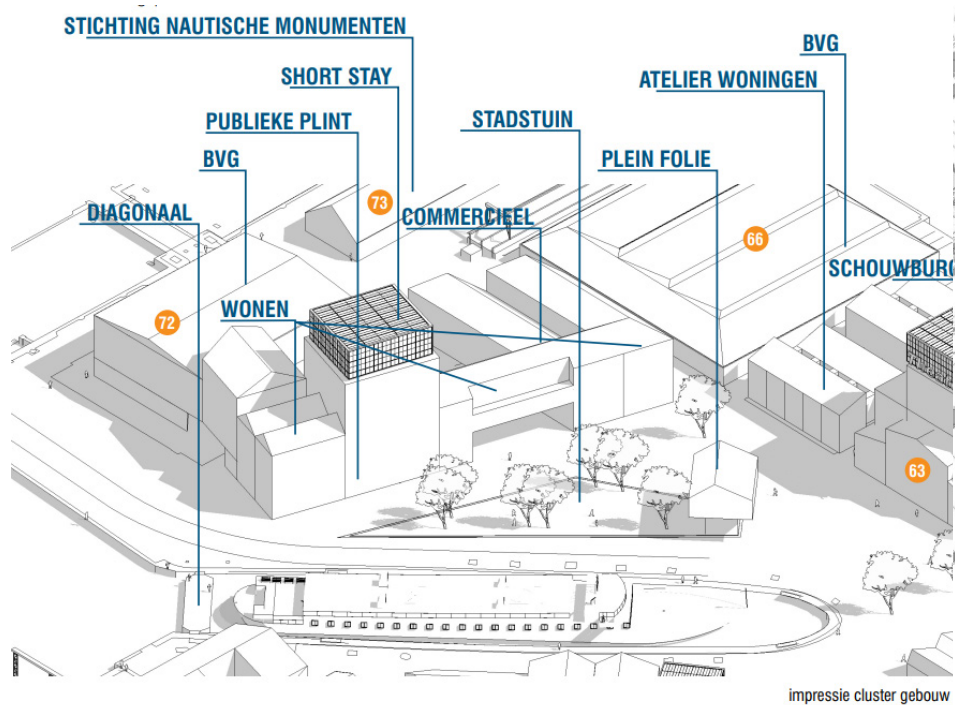 STICHTING NAUTISCHE MONUMENTEN
BVG
SHORT STAY
ATELIER WONINGEN
PUBLIEKE PLINT
STADSTUIN
BVG
PLEIN FOLIE
DIAGONAAL
73
COMMERCIEEL
66
SCHOUWBURG
72
WONEN
63
impressie cluster gebouw